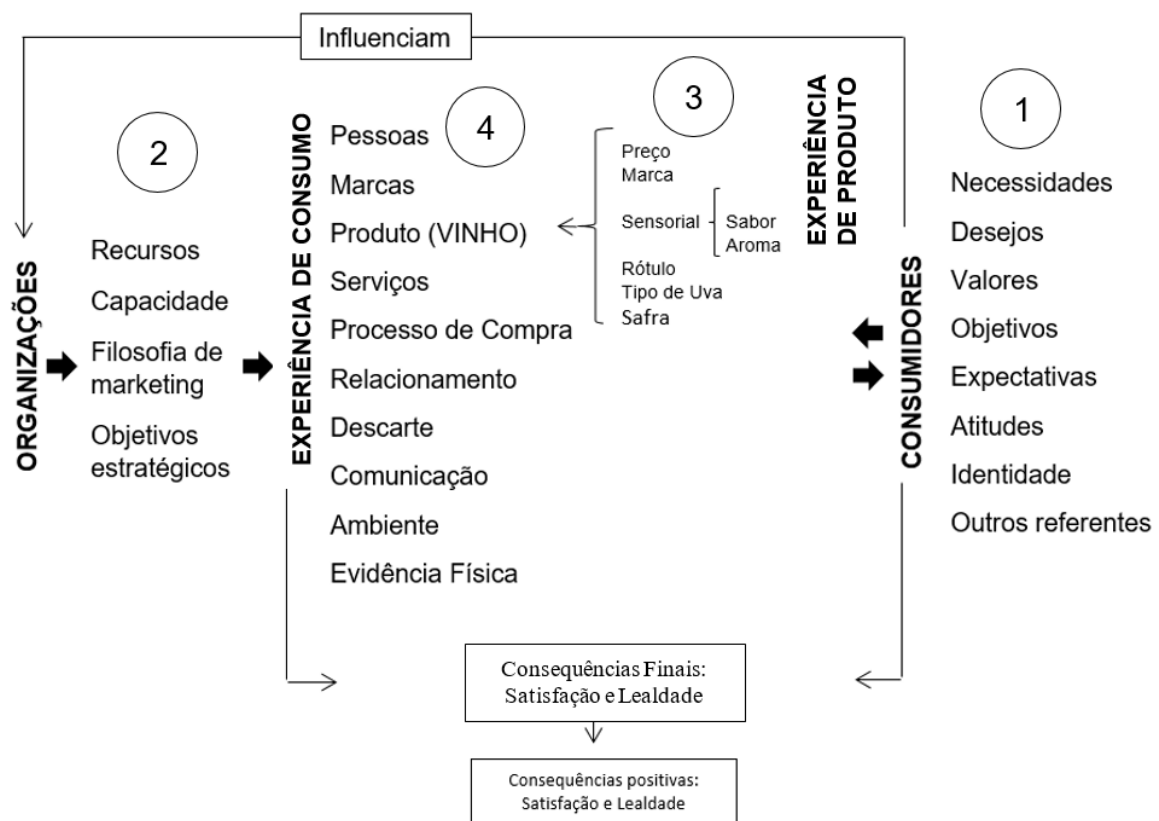 Influenciam
ORGANIZAÇÕES
2
Recursos
Capacidade
Filosofia de
marketing
Objetivos
estratégicos
EXPERIÊNCIA DE CONSUMO
4
Pessoas
Marcas
Produto (VINHO)
Serviços
Processo de Compra
Relacionamento
Descarte
Comunicação
Ambiente
Evidência Física
3
Preço
Marca
Sensorial
Sabor
Aroma
Rótulo
Tipo de Uva
Safra
EXPERIÊNCIA
DE PRODUTO
CONSUMIDORES
1
Necessidades
Desejos
Valores
Objetivos
Expectativas
Atitudes
Identidade
Outros referentes
Consequências Finais:
Satisfação e Lealdade
Consequências positivas:
Satisfação e Lealdade